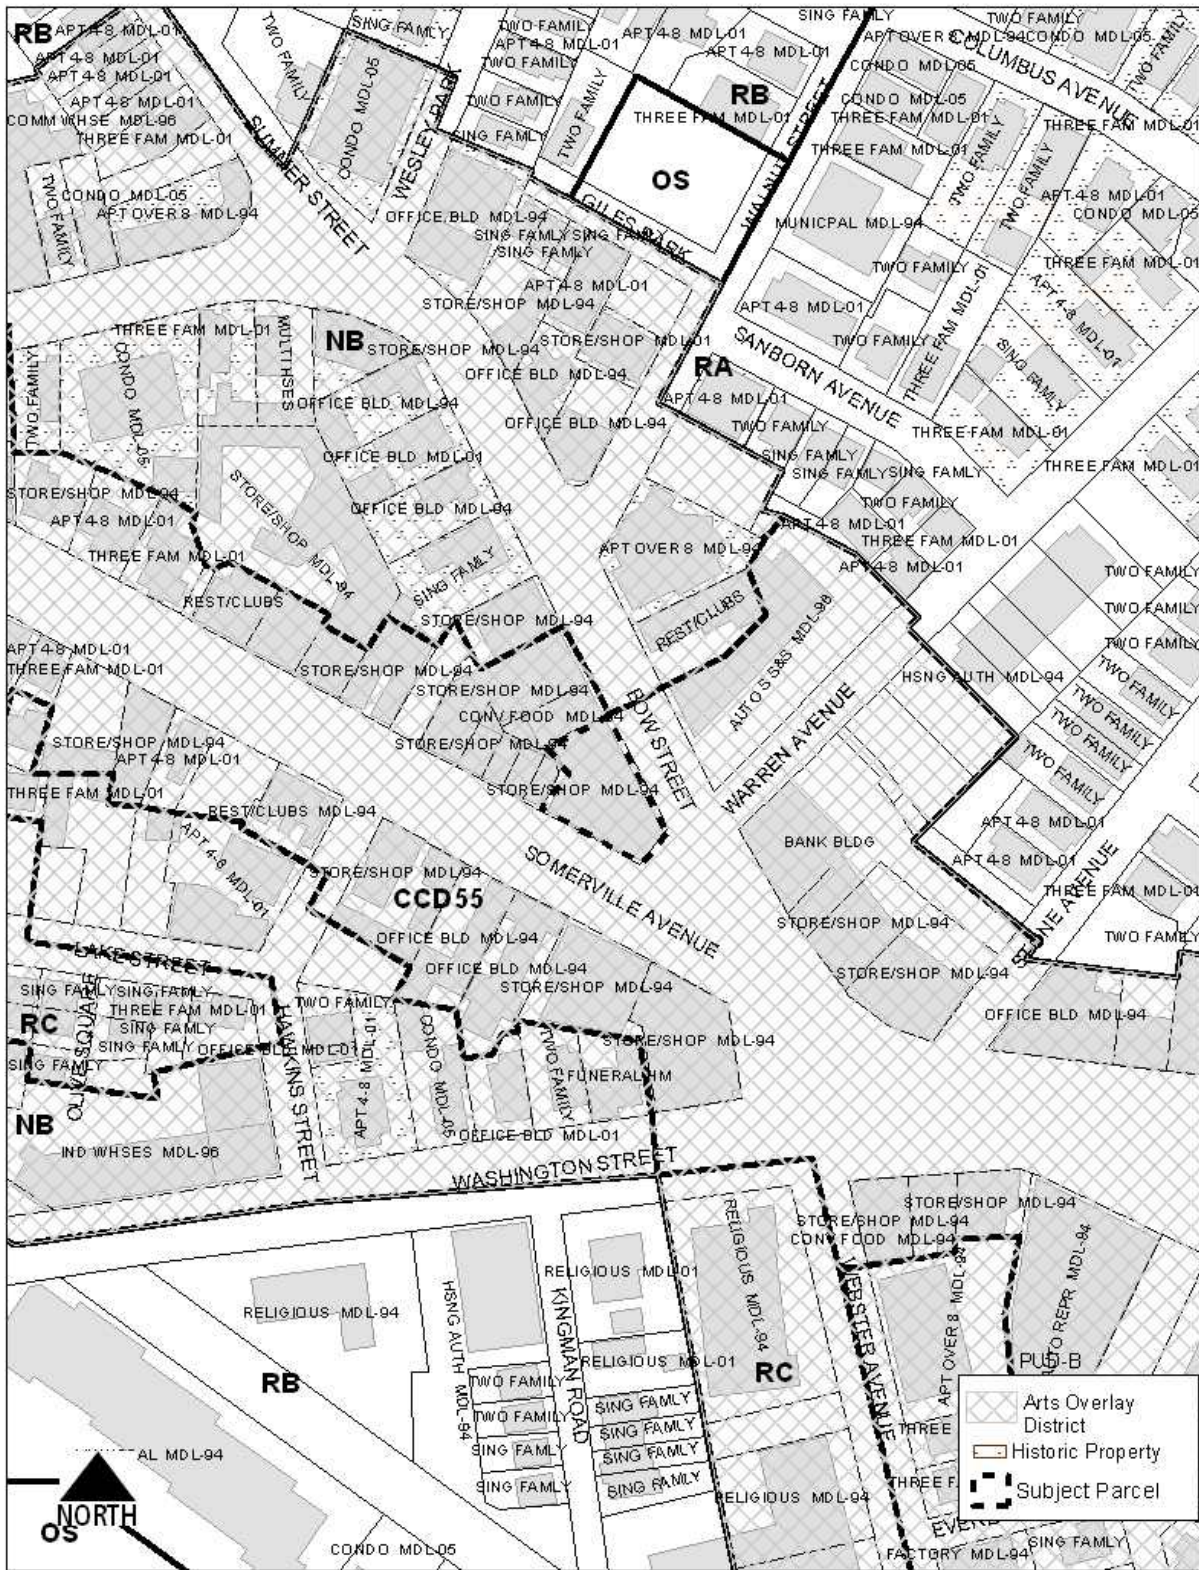 RB
APT 4-8 MDL-01
APT 4-8 MDL-01
APT 4-8 MDL-01
APT 4-8 MDL-01
COMM WHSE MDL-96
THREE FAM MDL-01
TWO FAMILY
CONDO MDL-05
APT OVER 8 MDL-94
TWO FAMILY
SUMMER STREET
SING FAMLY
CONDO MDL-05
WESLEY PARK
TWO FAMILY
APT 4-8 MDL-01
TWO FAMILY
TWO FAMILY
SING FAMLY
TWO FAMILY
APT 4-8 MDL-01
APT 4-8 MDL-01
RB
THREE FAM MDL-01
OS
GILES PARK
WALNUT STREET
SING FAMLY
TWO FAMILY
APT OVER 8 MDL-94
CONDO MDL-05
COLUMBUS AVENUE
TWO FAMILY
CONDO MDL-05
CONDO MDL-05
THREE FAM MDL-01
THREE FAM MDL-01
TWO FAMILY
TWO FAMILY
APT 4-8 MDL-01
CONDO MDL-05
MUNICPAL MDL-94
TWO FAMILY
THREE FAM MDL-01
THREE FAM MDL-01
APT 4-8 MDL-01
APT 4-8 MDL-01
TWO FAMILY
SANBORN AVENUE
SING FAMILY
THREE FAM MDL-01
THREE FAM MDL-01
OFFICE BLD MDL-94
SING FAMLY
SING FAMLY
SING FAMLY
APT 4-8 MDL-01
STORE/SHOP MDL-94
THREE FAM MDL-01
MULTI HSES
NB
STORE/SHOP MDL-94
STORE/SHOP MDL-01
OFFICE BLD MDL-94
OFFICE BLD MDL-94
OFFICE BLD MDL-94
RA
APT 4-8 MDL-01
TWO FAMILY
SING FAMLY
SING FAMLY
SING FAMLY
TWO FAMILY
APT 4-8 MDL-01
THREE FAM MDL-01
APT 4-8 MDL-01
TWO FAMILY
CONDO MDL-05
OFFICE BLD MDL-01
OFFICE BLD MDL-94
SING FAMLY
STORE/SHOP MDL-94
STORE/SHOP MDL-94
APT 4-8 MDL-01
THREE FAM MDL-01
STORE/SHOP MDL-94
REST/CLUBS
APT OVER 8 MDL-94
REST/CLUBS
AUTO S S&S MDL-96
TWO FAMILY
TWO FAMILY
TWO FAMILY
TWO FAMILY
TWO FAMILY
TWO FAMILY
TWO FAMILY
HSNG AUTH MDL-94
APT 4-8 MDL-01
THREE FAM MDL-01
STORE/SHOP MDL-94
STORE/SHOP MDL-94
CONV FOOD MDL-94
STORE/SHOP MDL-94
STORE/SHOP MDL-94
BOW STREET
WARREN AVENUE
STORE/SHOP MDL-94
APT 4-8 MDL-01
THREE FAM MDL-01
REST/CLUBS MDL-94
APT 4-8 MDL-01
STORE/SHOP MDL-94
CCD 55
SOMERVILLE AVENUE
BANK BLDG
APT 4-8 MDL-01
APT 4-8 MDL-01
THREE FAM MDL-01
STONE AVENUE
TWO FAMILY
STORE/SHOP MDL-94
STORE/SHOP MDL-94
OFFICE BLD MDL-94
OFFICE BLD MDL-94
OFFICE BLD MDL-94
STORE/SHOP MDL-94
STORE/SHOP MDL-94
LAKE STREET
SING FAMLY
SING FAMLY
THREE FAM MDL-01
RC
SING FAMLY
SING FAMLY
SING FAMLY
OFFICE BLD MDL-01
OLIVE SQUARE
HAWKINS STREET
TWO FAMILY
APT 4-8 MDL-01
CONDO MDL-05
TWO FAMILY
FUNERAL HM
OFFICE BLD MDL-01
NB
IND WHSES MDL-96
WASHINGTON STREET
RELIGIOUS MDL-94
RB
HSNG AUTH MDL-94
KINGMAN ROAD
RELIGIOUS MDL-01
RELIGIOUS MDL-01
TWO FAMILY
TWO FAMILY
SING FAMLY
SING FAMLY
SING FAMLY
SING FAMLY
SING FAMLY
SING FAMLY
RELIGIOUS MDL-94
RC
RELIGIOUS MDL-94
STORE/SHOP MDL-94
STORE/SHOP MDL-94
CONV FOOD MDL-94
WEBSTER AVENUE
APT OVER 8 MDL-94
AUTO REPR MDL-94
PUD-B
THREE
THREE
SING FAMLY
FACTORY MDL-94
AL MDL-94
NORTH
OS
CONDO MDL-05
Arts Overlay
District
Historic Property
Subject Parcel